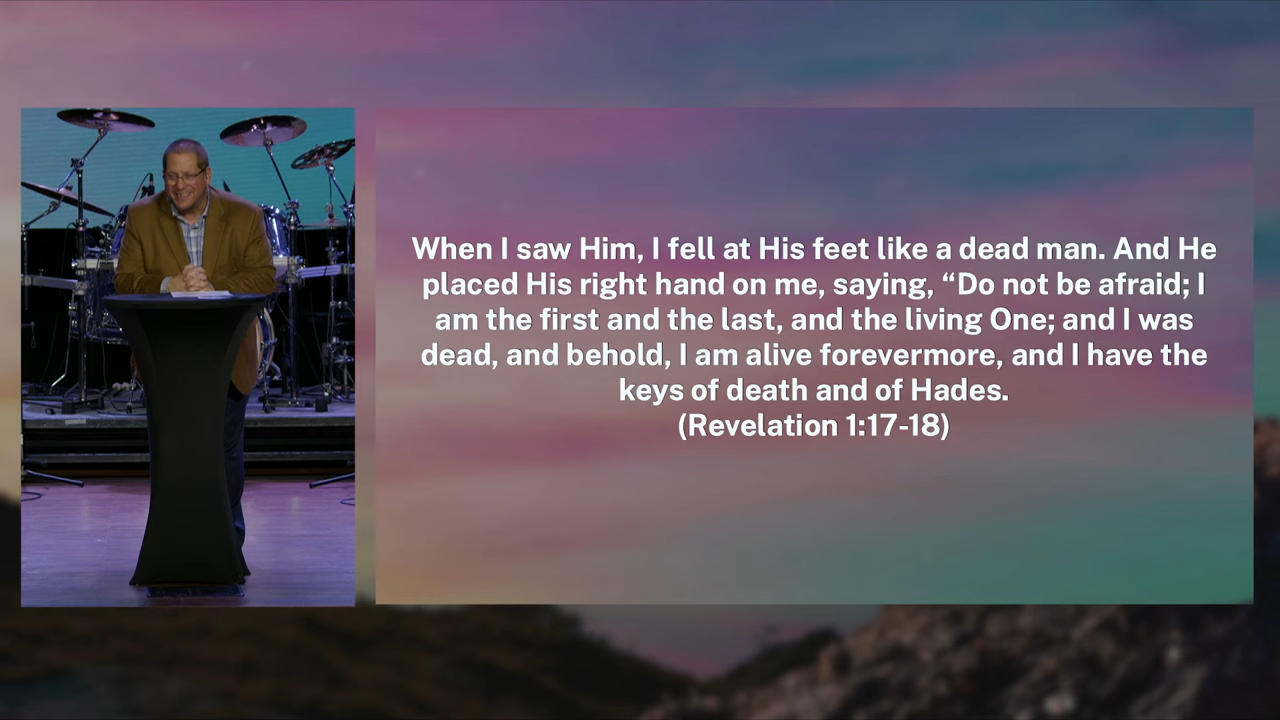 When I saw Him, I fell at His feet like a dead man. And He
placed His right hand on me, saying, “Do not be afraid; I
am the first and the last, and the living One; and I was
dead, and behold, I am alive forevermore, and I have the
keys of death and of Hades.
(Revelation 1:17-18)